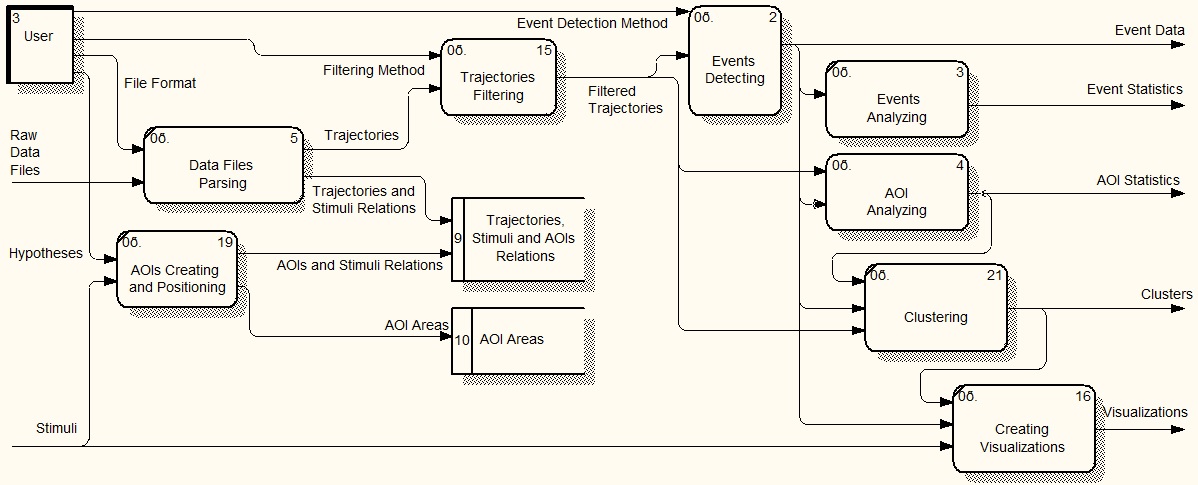 3
User
Event Detection Method
Filtering Method
File Format
Raw
Data
Files
0б. 5
Data Files
Parsing
Trajectories
Trajectories and
Stimuli Relations
0б. 15
Trajectories
Filtering
Filtered
Trajectories
0б. 2
Events
Detecting
Event Data
0б. 3
Events
Analyzing
Event Statistics
0б. 4
AOI
Analyzing
AOI Statistics
Hypotheses
0б. 19
AOIs Creating
and Positioning
AOIs and Stimuli Relations
AOI Areas
9
Trajectories,
Stimuli and AOIs
Relations
10
AOI Areas
0б. 21
Clustering
Clusters
0б. 16
Creating
Visualizations
Visualizations
Stimuli